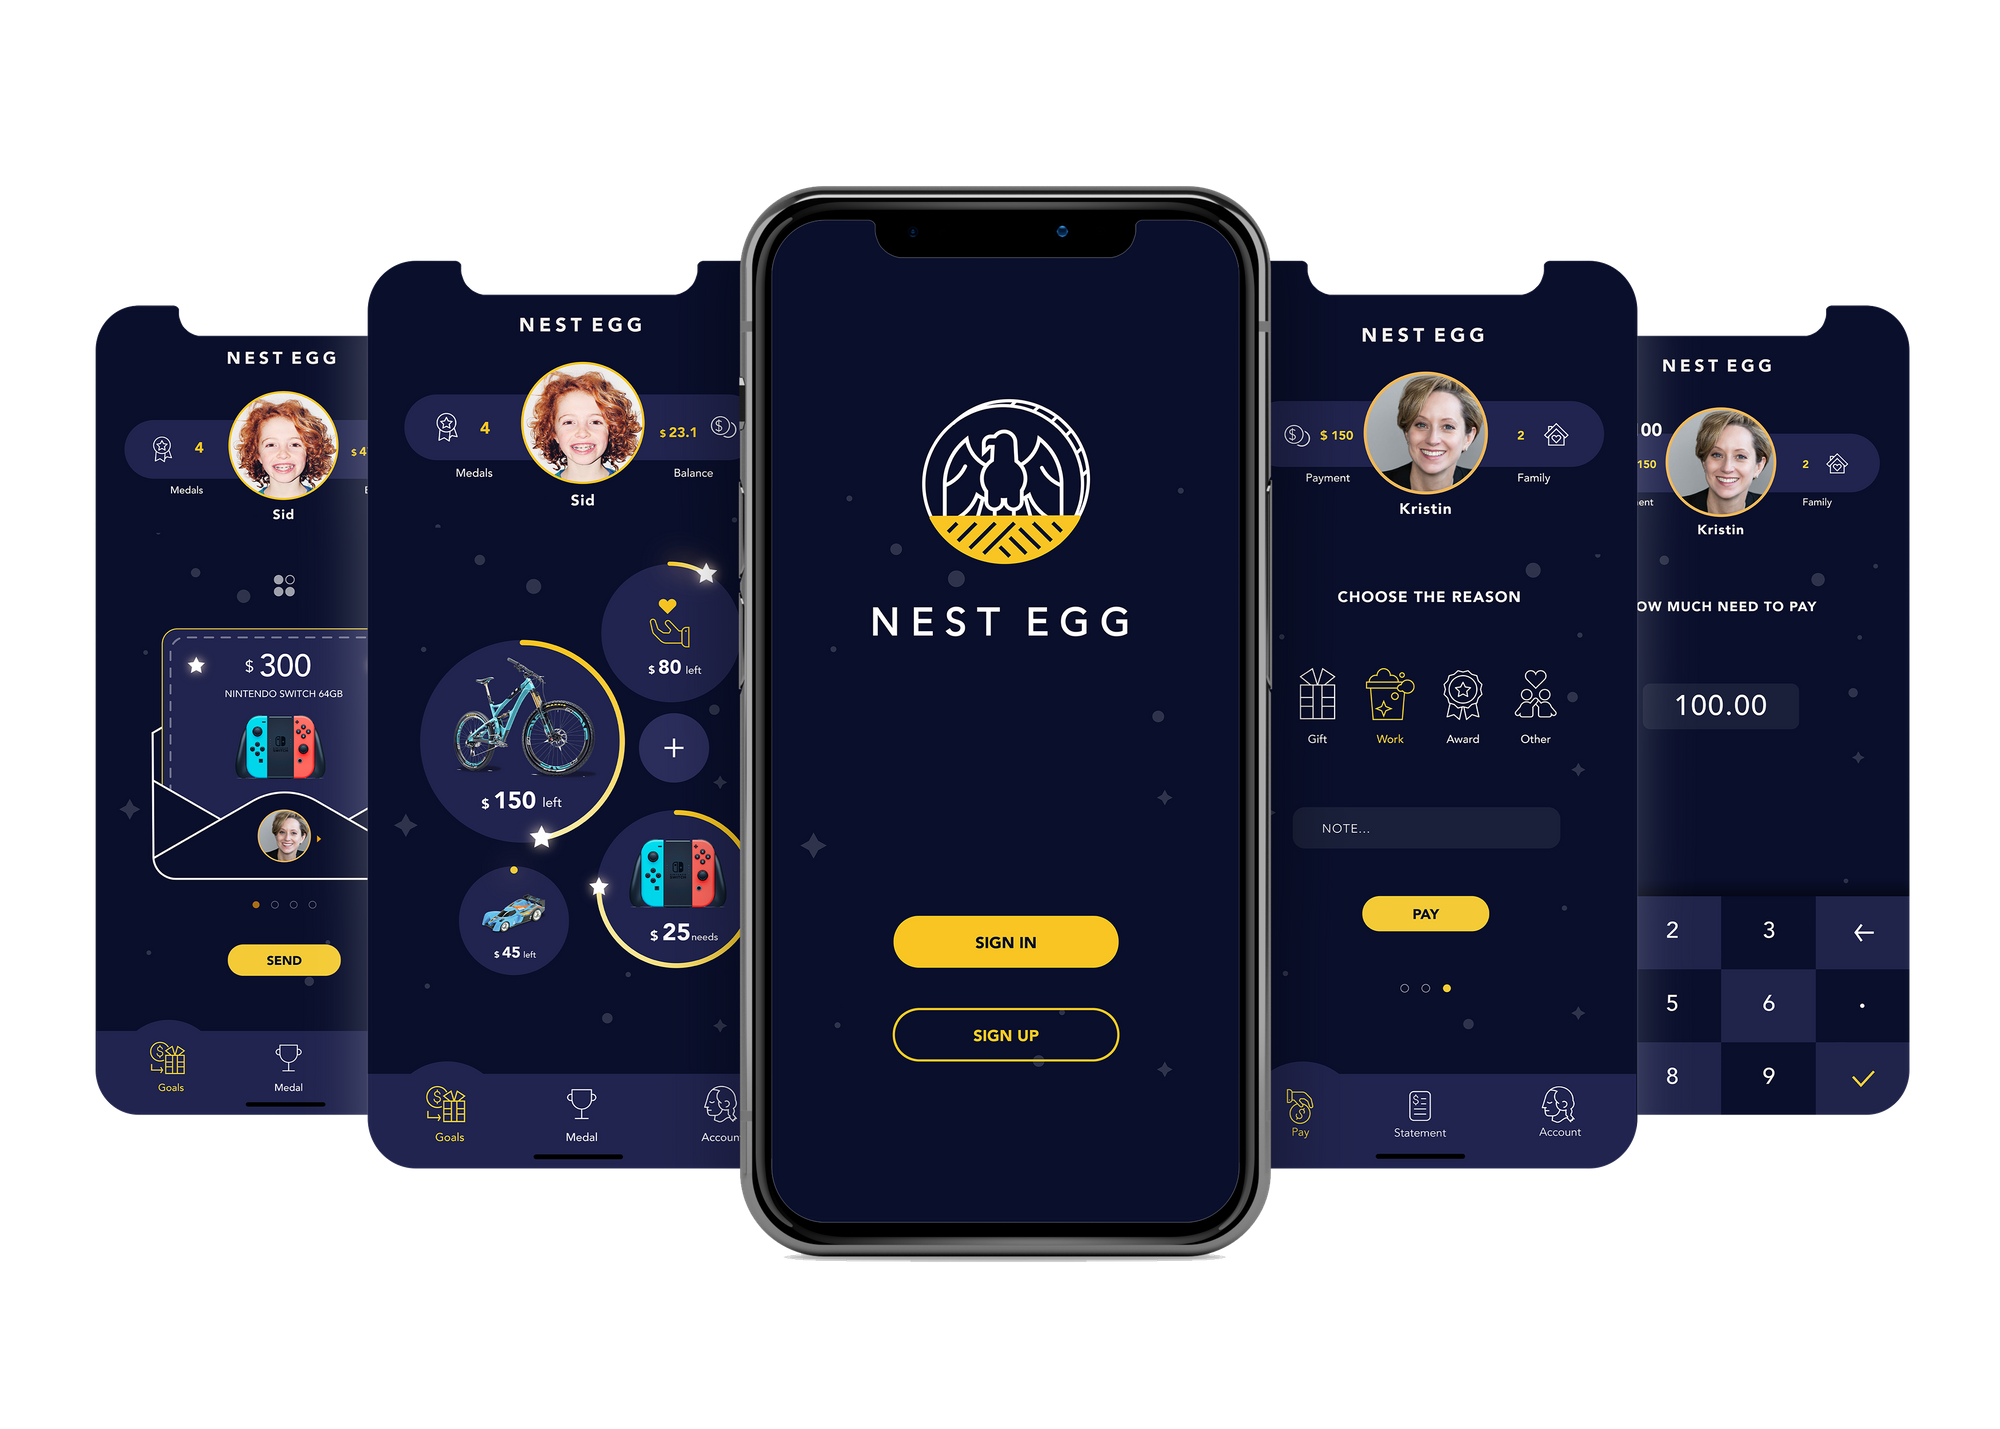 NEST EGG
4
$ 4
Medals
Sid
$ 300
NINTENDO SWITCH 64GB
SEND
Goals
Medal
NEST EGG
4
$ 23.1
Medals
Balance
Sid
$ 80 left
$ 150 left
+
$ 25 needs
$ 45 left
Goals
Medal
Accoun
NEST EGG
SIGN IN
SIGN UP
NEST EGG
$ 150
2
Payment
Family
Kristin
CHOOSE THE REASON
Gift
Work
Award
Other
NOTE...
PAY
Pay
Statement
Account
NEST EGG
00
150
2
ent
Family
Kristin
OW MUCH NEED TO PAY
100.00
2
3
5
6
.
8
9